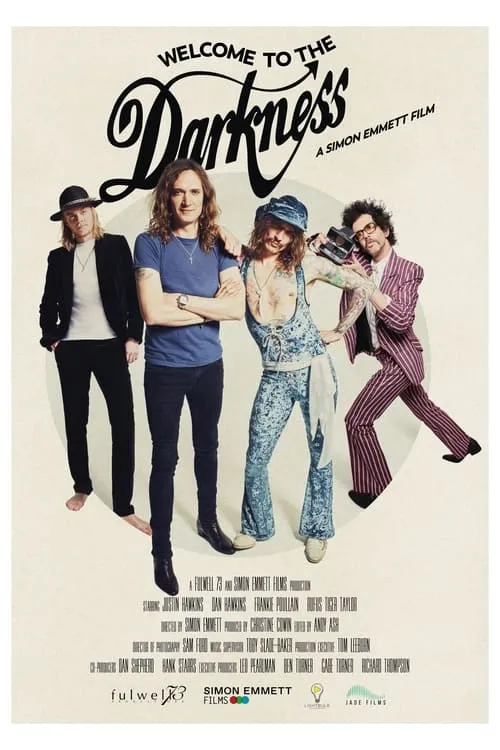 WELCOME TO THE
Darkness
A SIMON EMMETT FILM
A FULWELL 73 AND SIMON EMMETT FILMS PRODUCTION
STARRING JUSTIN HAWKINS DAN HAWKINS FRANKIE POULLAIN RUFUS TIGER TAYLOR
DIRECTED BY SIMON EMMETT PRODUCED BY CHRISTINE COWIN EDITED BY ANDY ASH
DIRECTOR OF PHOTOGRAPHY SAM FORD MUSIC SUPERVISOR TOBY SLADE-BAKER PRODUCTION EXECUTIVE TOM LEEBURN
CO-PRODUCERS DAN SHEPHERD HANK STARRS EXECUTIVE PRODUCERS LEO PEARLMAN BEN TURNER GABE TURNER RICHARD THOMPSON
fulwell73
PRODUCTIONS
SIMON EMMETT
FILMS
LIGHTBULB
JADE FILMS